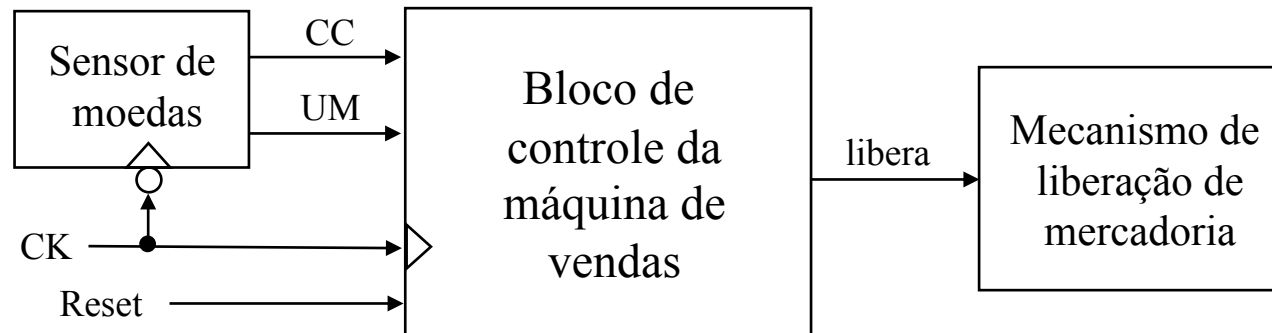 Sensor de
moedas
CC
UM
Bloco de
controle da
máquina de
vendas
libera
Mecanismo de
liberação de
mercadoria
CK
Reset